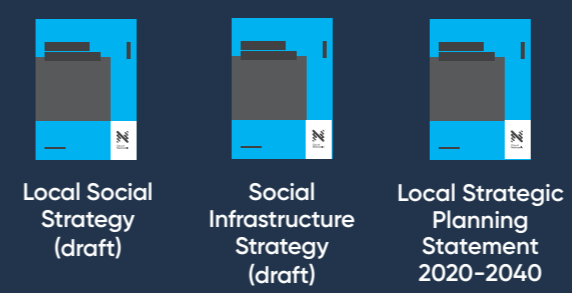 Local Social
Strategy
(draft)
Social
Infrastructure
Strategy
(draft)
Local Strategic
Planning
Statement
2020-2040